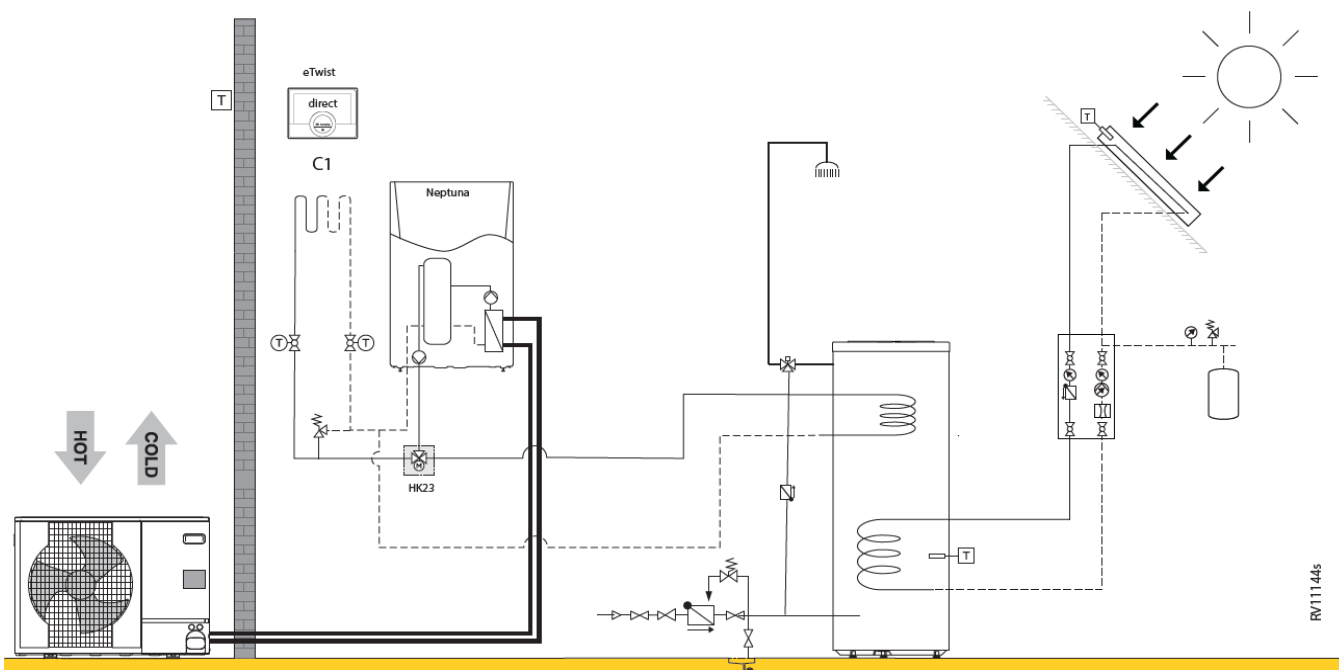 eTwist
direct
T
C1
Neptuna
T
T
T
HOT
COLD
M
HK23
T
RV11144s